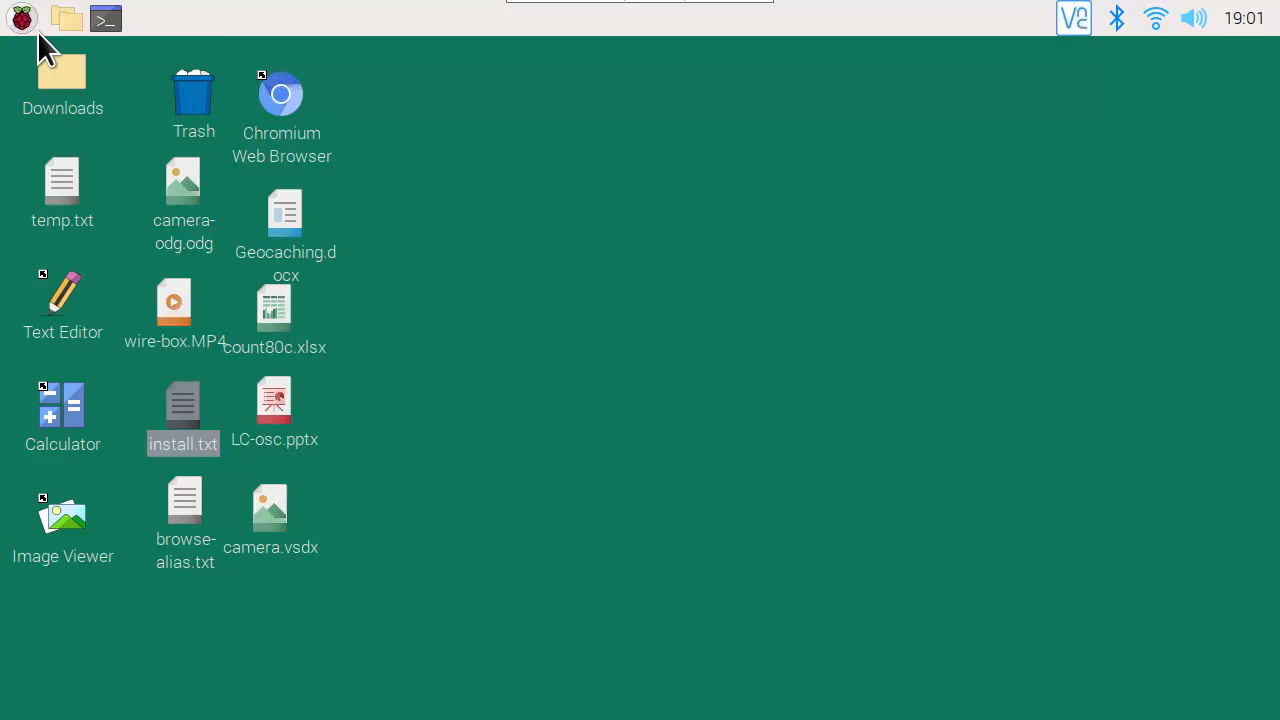 >_
VNC
19:01
Downloads
Trash
Chromium
Web Browser
temp.txt
camera-
odg.odg
Geocaching.d
ocx
Text Editor
wire-box.MP4
count80c.xlsx
Calculator
install.txt
LC-osc.pptx
Image Viewer
browse-
alias.txt
camera.vsdx